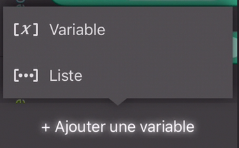 [x] Variable
[•••] Liste
+ Ajouter une variable